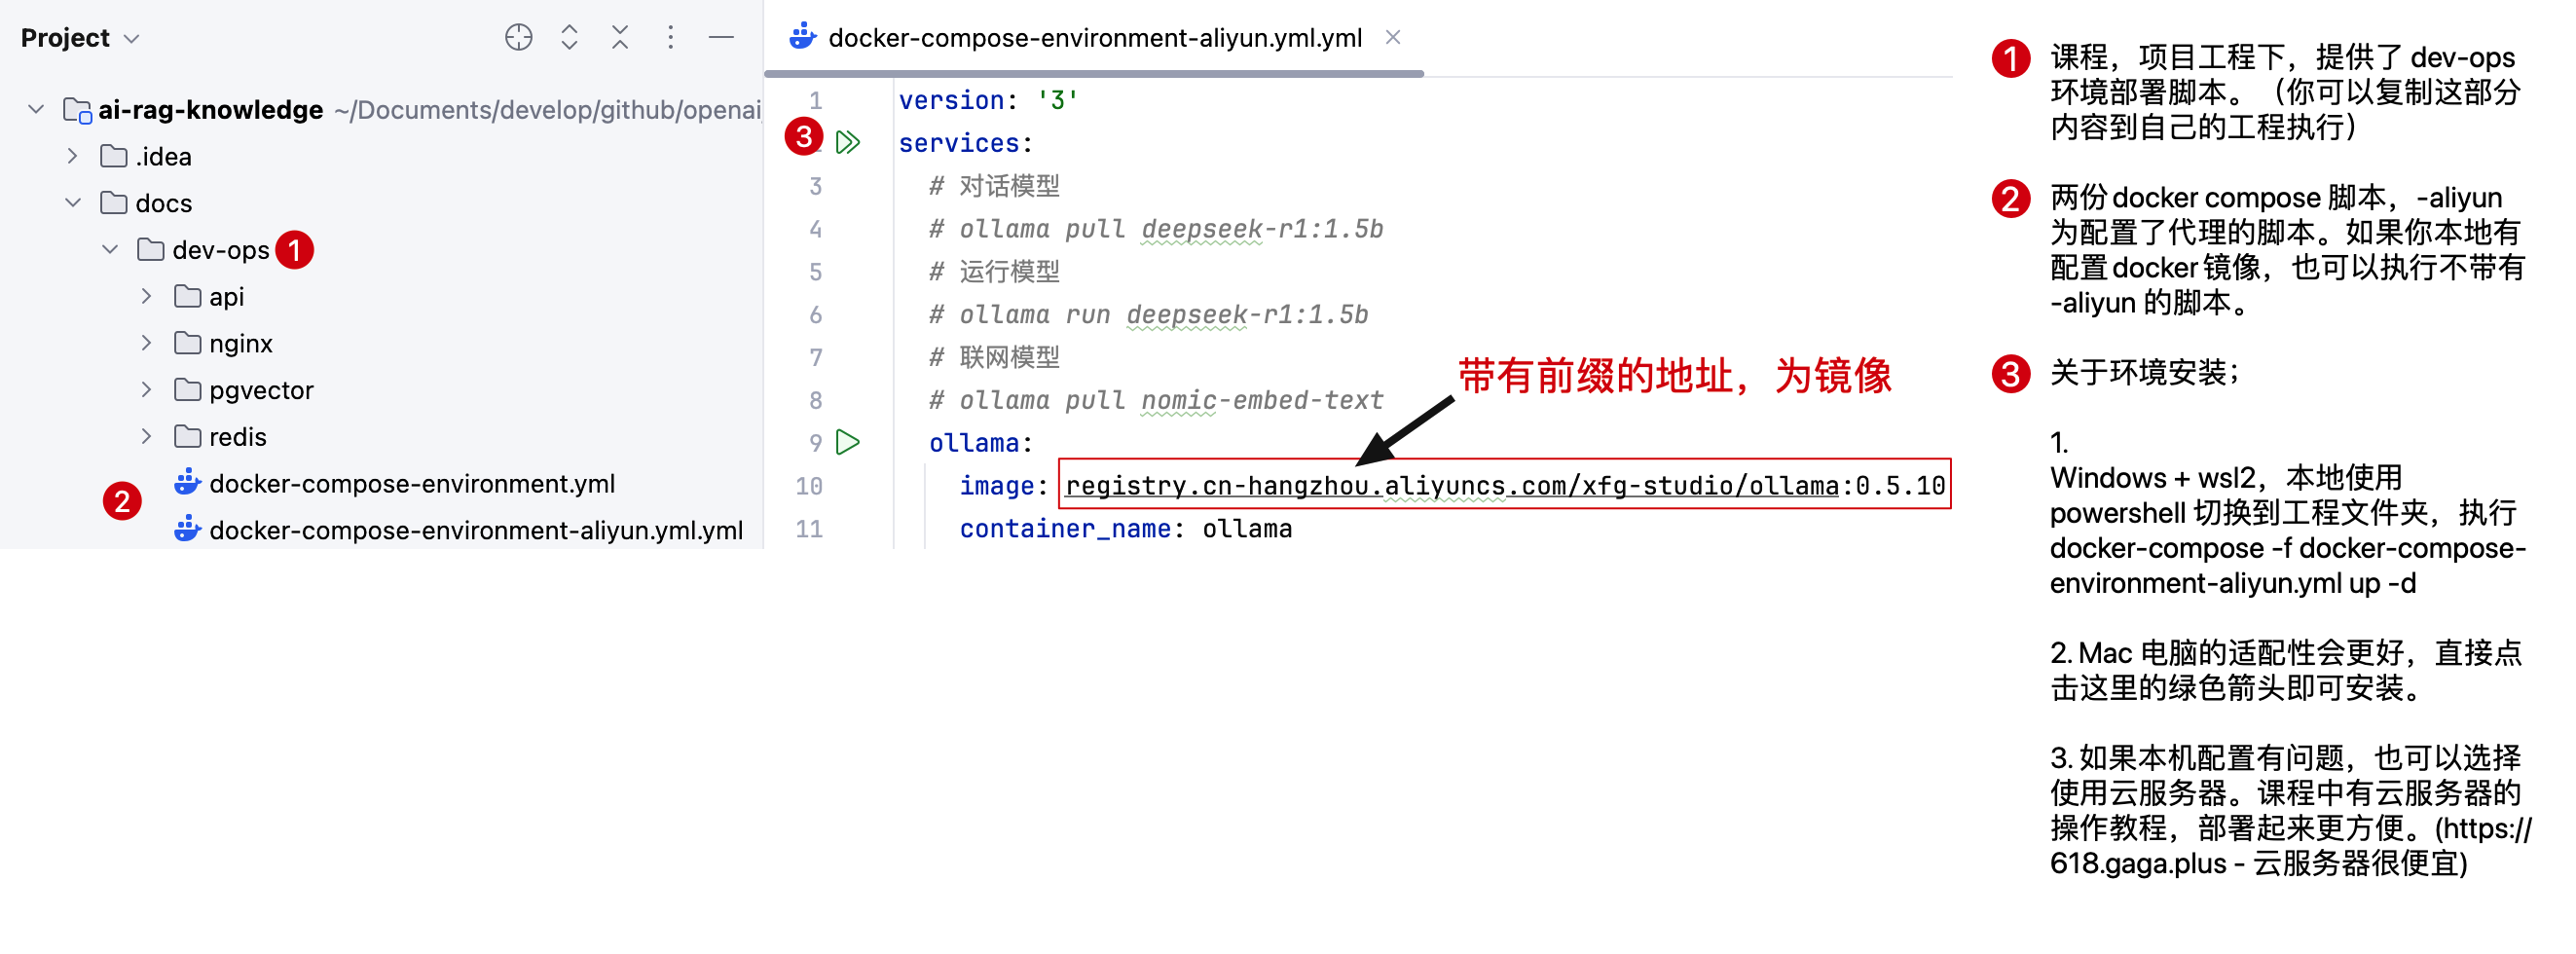 Project
ai-rag-knowledge ~/Documents/develop/github/openai
.idea
docs
dev-ops 1
api
nginx
pgvector
redis
docker-compose-environment.yml
2
docker-compose-environment-aliyun.yml.yml
docker-compose-environment-aliyun.yml.yml
1 version: '3'
3 services:
3 # 对话模型
4 # ollama pull deepseek-r1:1.5b
5 # 运行模型
6 # ollama run deepseek-r1:1.5b
7 # 联网模型
带有前缀的地址，为镜像
8 # ollama pull nomic-embed-text
9 ollama:
10 image: registry.cn-hangzhou.aliyuncs.com/xfg-studio/ollama:0.5.10
11 container_name: ollama
1 课程，项目工程下，提供了 dev-ops
环境部署脚本。（你可以复制这部分
内容到自己的工程执行）
2 两份 docker compose 脚本，-aliyun
为配置了代理的脚本。如果你本地有
配置 docker 镜像，也可以执行不带有
-aliyun 的脚本。
3 关于环境安装；
1.
Windows + wsl2，本地使用
powershell 切换到工程文件夹，执行
docker-compose -f docker-compose-
environment-aliyun.yml up -d
2. Mac 电脑的适配性会更好，直接点
击这里的绿色箭头即可安装。
3. 如果本机配置有问题，也可以选择
使用云服务器。课程中有云服务器的
操作教程，部署起来更方便。(https://
618.gaga.plus - 云服务器很便宜)